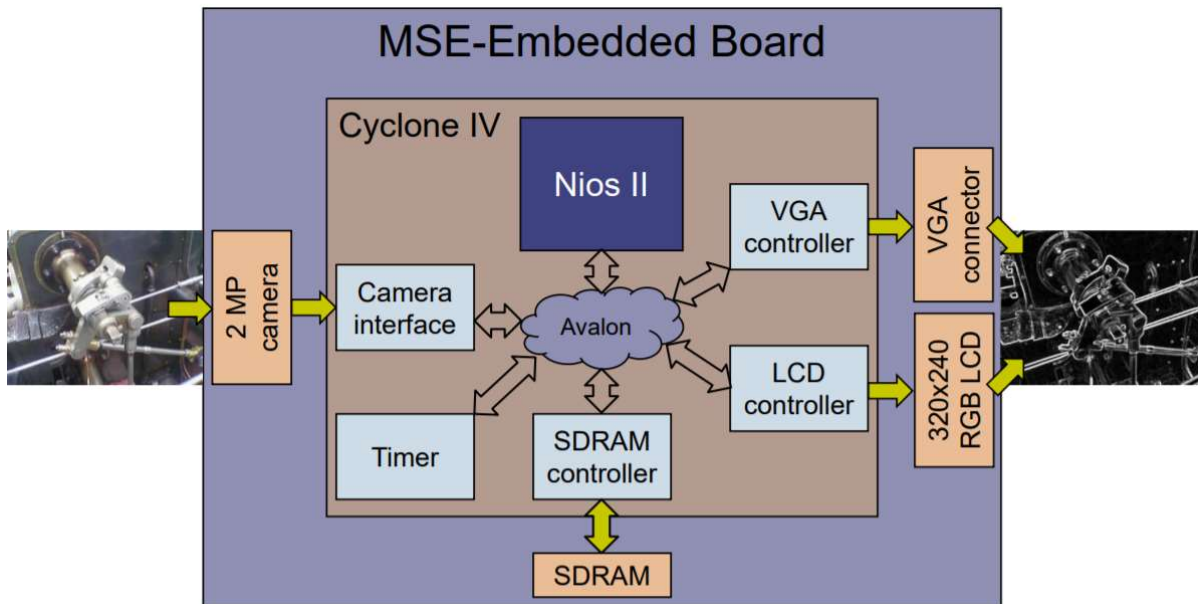 MSE-Embedded Board
Cyclone IV
Nios II
VGA
controller
VGA
connector
2 MP
camera
Camera
interface
Avalon
LCD
controller
320x240
RGB LCD
Timer
SDRAM
controller
SDRAM